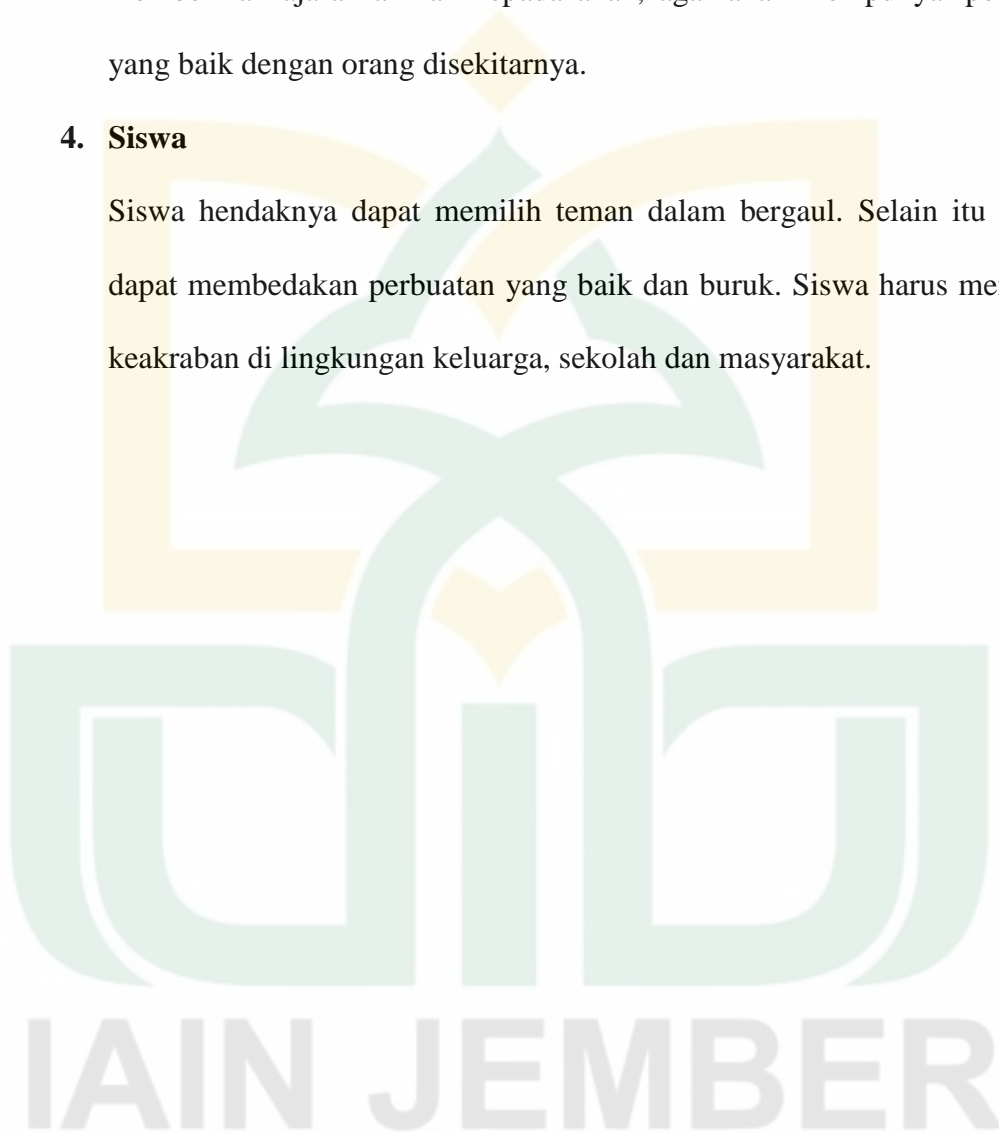 yang baik dengan orang disekitarnya.
4. Siswa
Siswa hendaknya dapat memilih teman dalam bergaul. Selain itu
dapat membedakan perbuatan yang baik dan buruk. Siswa harus
keakraban di lingkungan keluarga, sekolah dan masyarakat.
IAIN JEMBER